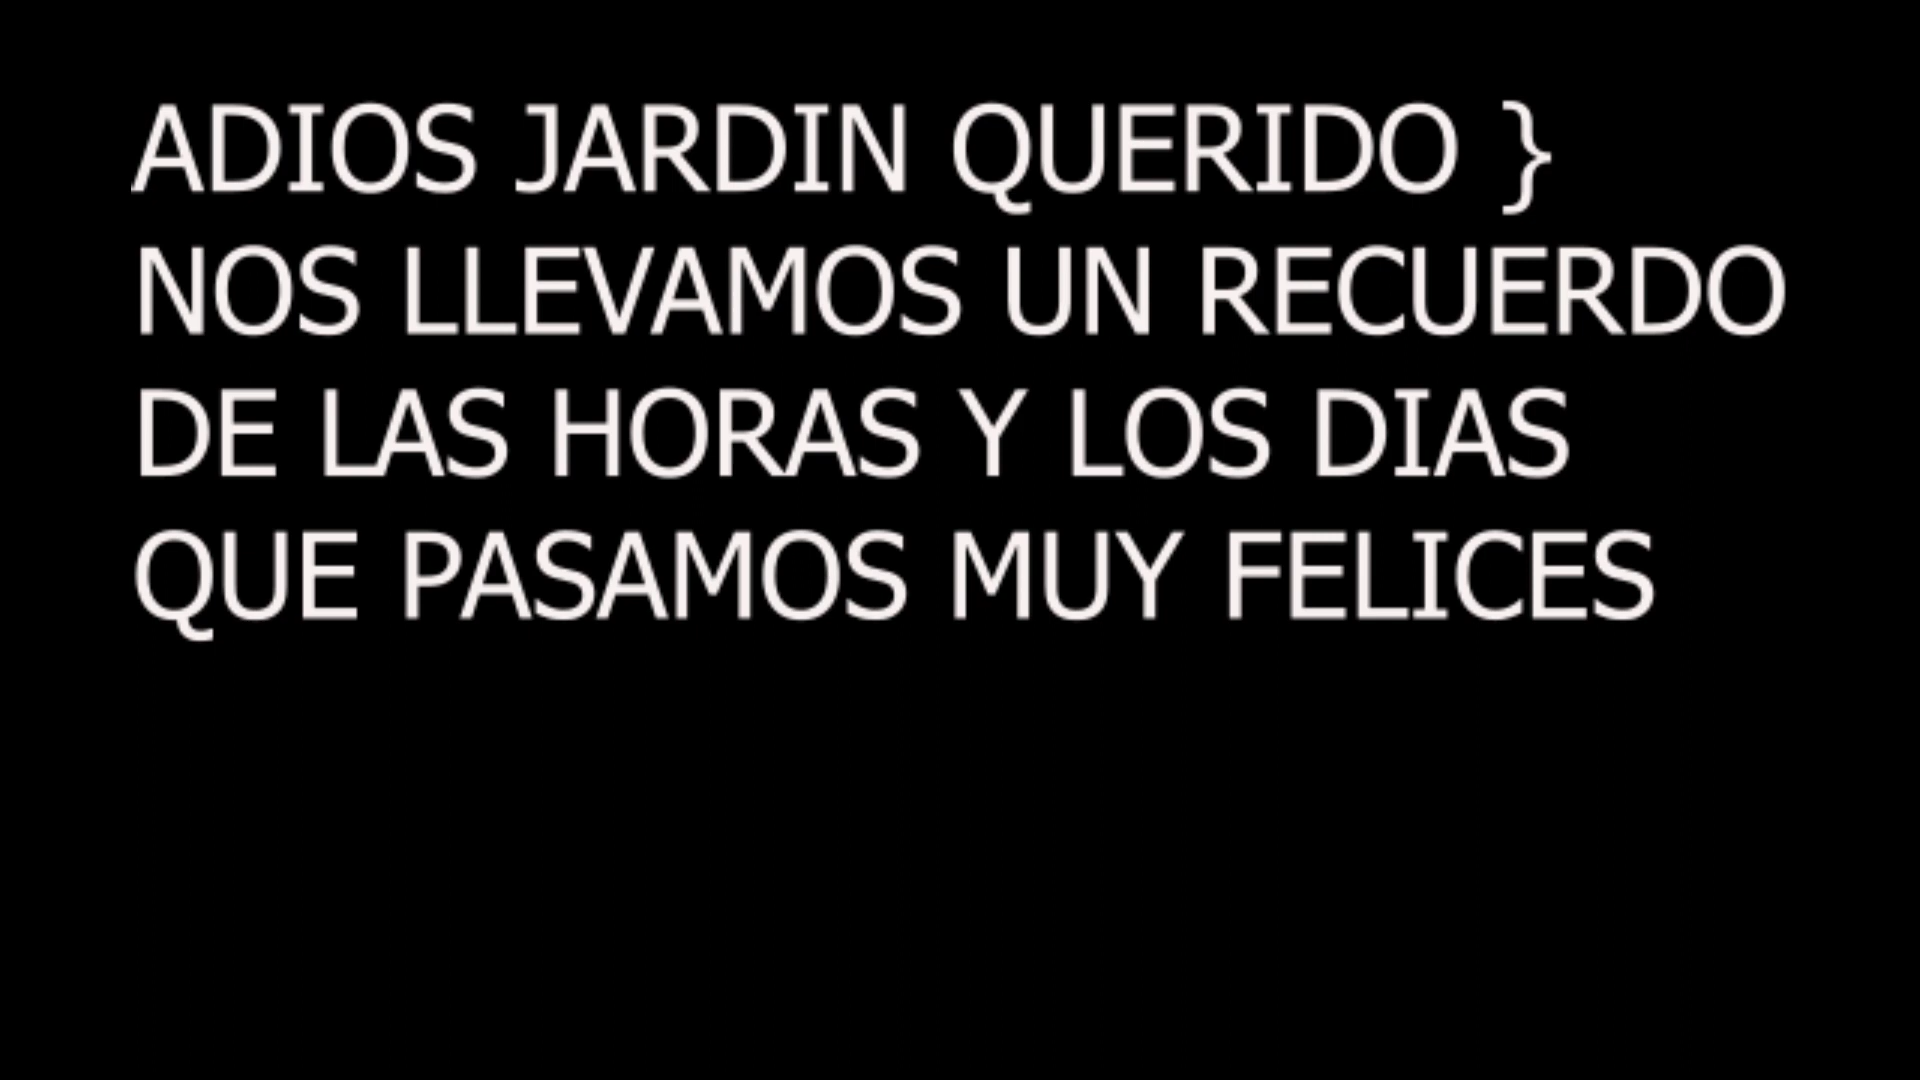 ADIOS JARDIN QUERIDO }
NOS LLEVAMOS UN RECUERDO
DE LAS HORAS Y LOS DIAS
QUE PASAMOS MUY FELICES